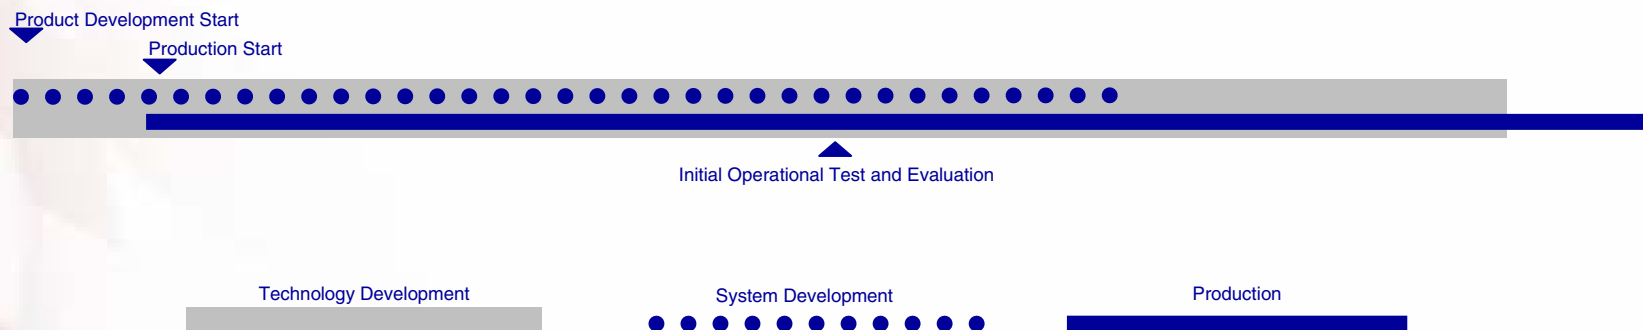 Product Development Start
Production Start
Initial Operational Test and Evaluation
Technology Development
System Development
Production